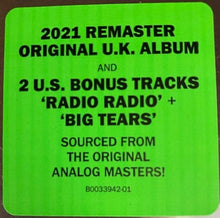 2021 REMASTER
ORIGINAL U.K. ALBUM
AND
2 U.S. BONUS TRACKS
‘RADIO RADIO’ +
‘BIG TEARS’
SOURCED FROM
THE ORIGINAL
ANALOG MASTERS!
B0033942-01